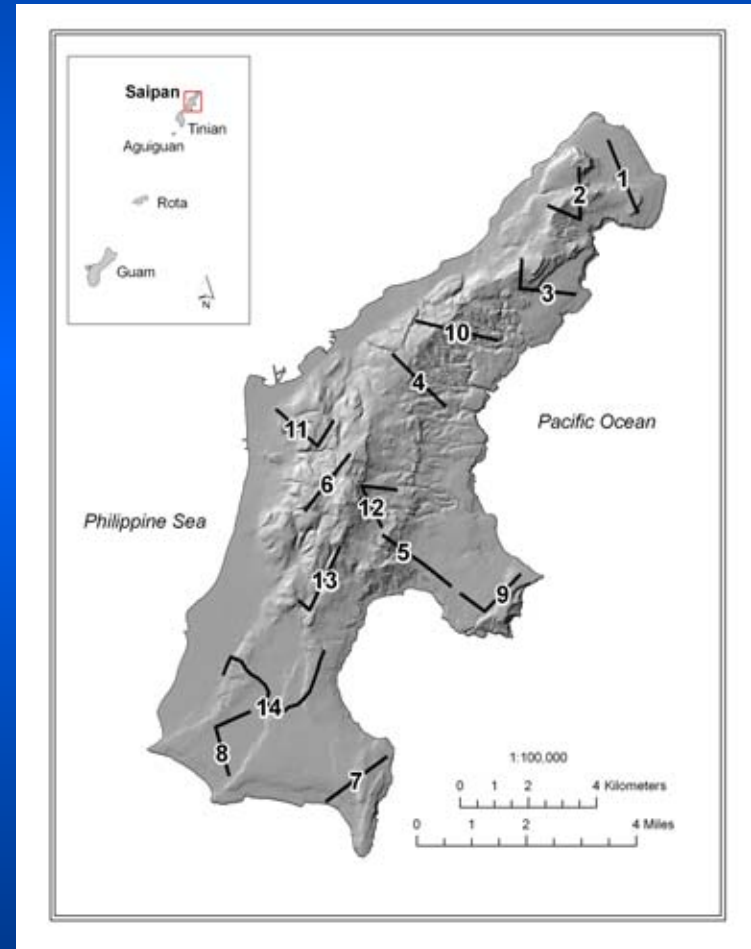 Saipan
Tinian
Aguiguan
Rota
Guam
N
1
2
3
10
4
Pacific Ocean
11
6
Philippine Sea
12
5
13
9
14
8
7
1:100,000
0 1 2 4 Kilometers
0 1 2 4 Miles